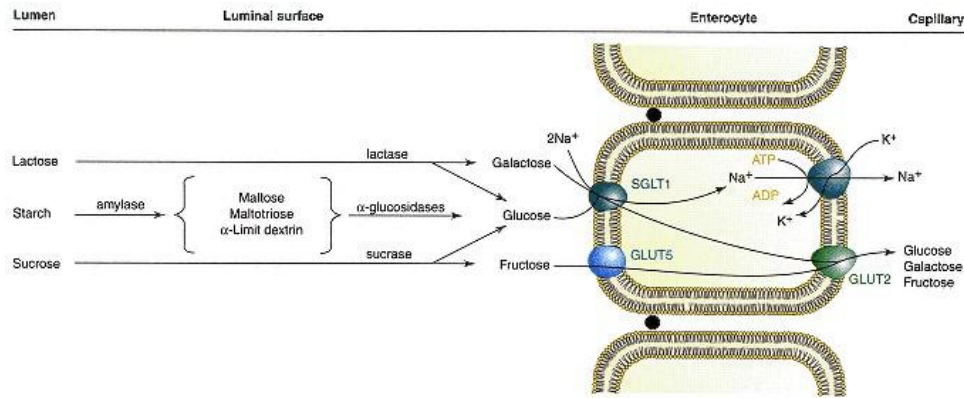 Lumen
Luminal surface
Enterocyte
Capillary
2Na⁺
K⁺
Lactose
lactase
Galactose
ATP
SGLT1
Na⁺
Na⁺
Maltose
amylase
α-glucosidases
ADP
Starch
Maltotriose
Glucose
K⁺
α-Limit dextrin
sucrase
Glucose
GLUT5
Sucrose
Fructose
Galactose
GLUT2
Fructose